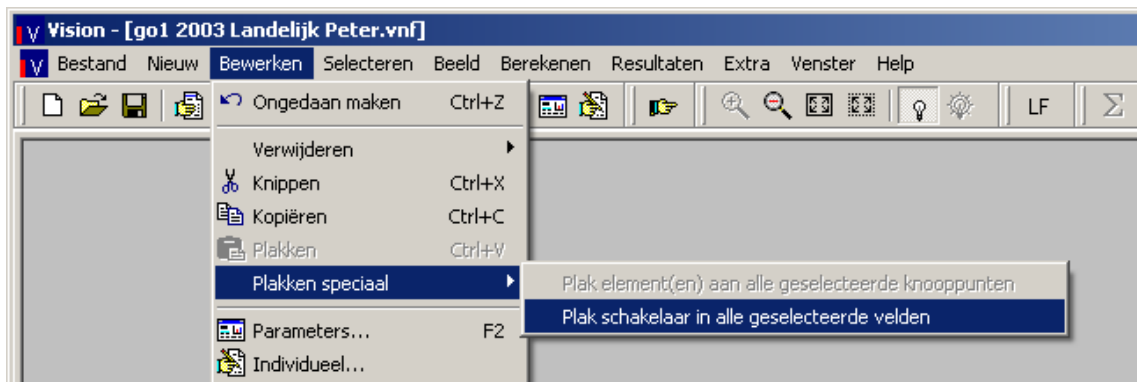 Vision - [go1 2003 Landelijk Peter.vnf]
Bestand Nieuw Bewerken Selecteren Beeld Berekenen Resultaten Extra Venster Help
LF Σ
Ongedaan maken Ctrl+Z
Verwijderen
Knippen Ctrl+X
Kopiëren Ctrl+C
Plakken Ctrl+V
Plakken speciaal
Plak element(en) aan alle geselecteerde knooppunten
Plak schakelaar in alle geselecteerde velden
Parameters... F2
Individueel...